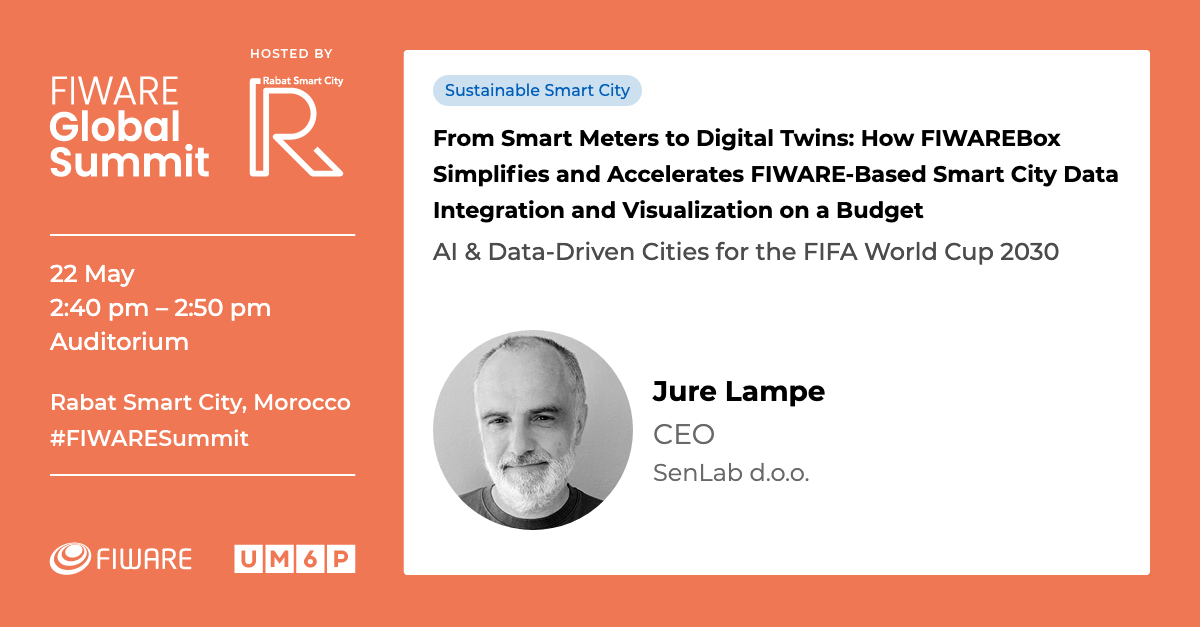 HOSTED BY
FIWARE
Global
Summit
Rabat Smart City
R
22 May
2:40 pm – 2:50 pm
Auditorium
Rabat Smart City, Morocco
#FIWARESummit
FIWARE
UM6P
Sustainable Smart City
From Smart Meters to Digital Twins: How FIWAREBox
Simplifies and Accelerates FIWARE-Based Smart City Data
Integration and Visualization on a Budget
AI & Data-Driven Cities for the FIFA World Cup 2030
Jure Lampe
CEO
SenLab d.o.o.